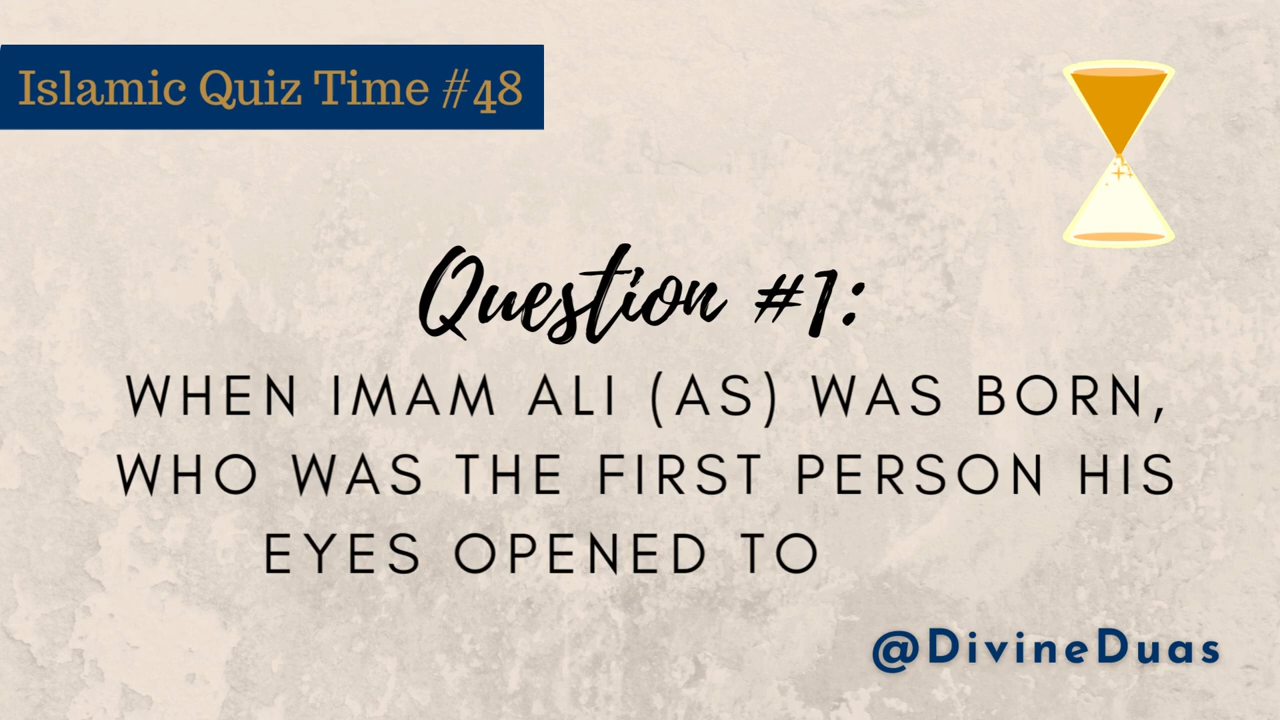 Islamic Quiz Time #48
Question #1:
WHEN IMAM ALI (AS) WAS BORN,
WHO WAS THE FIRST PERSON HIS
EYES OPENED TO
@DivineDuas